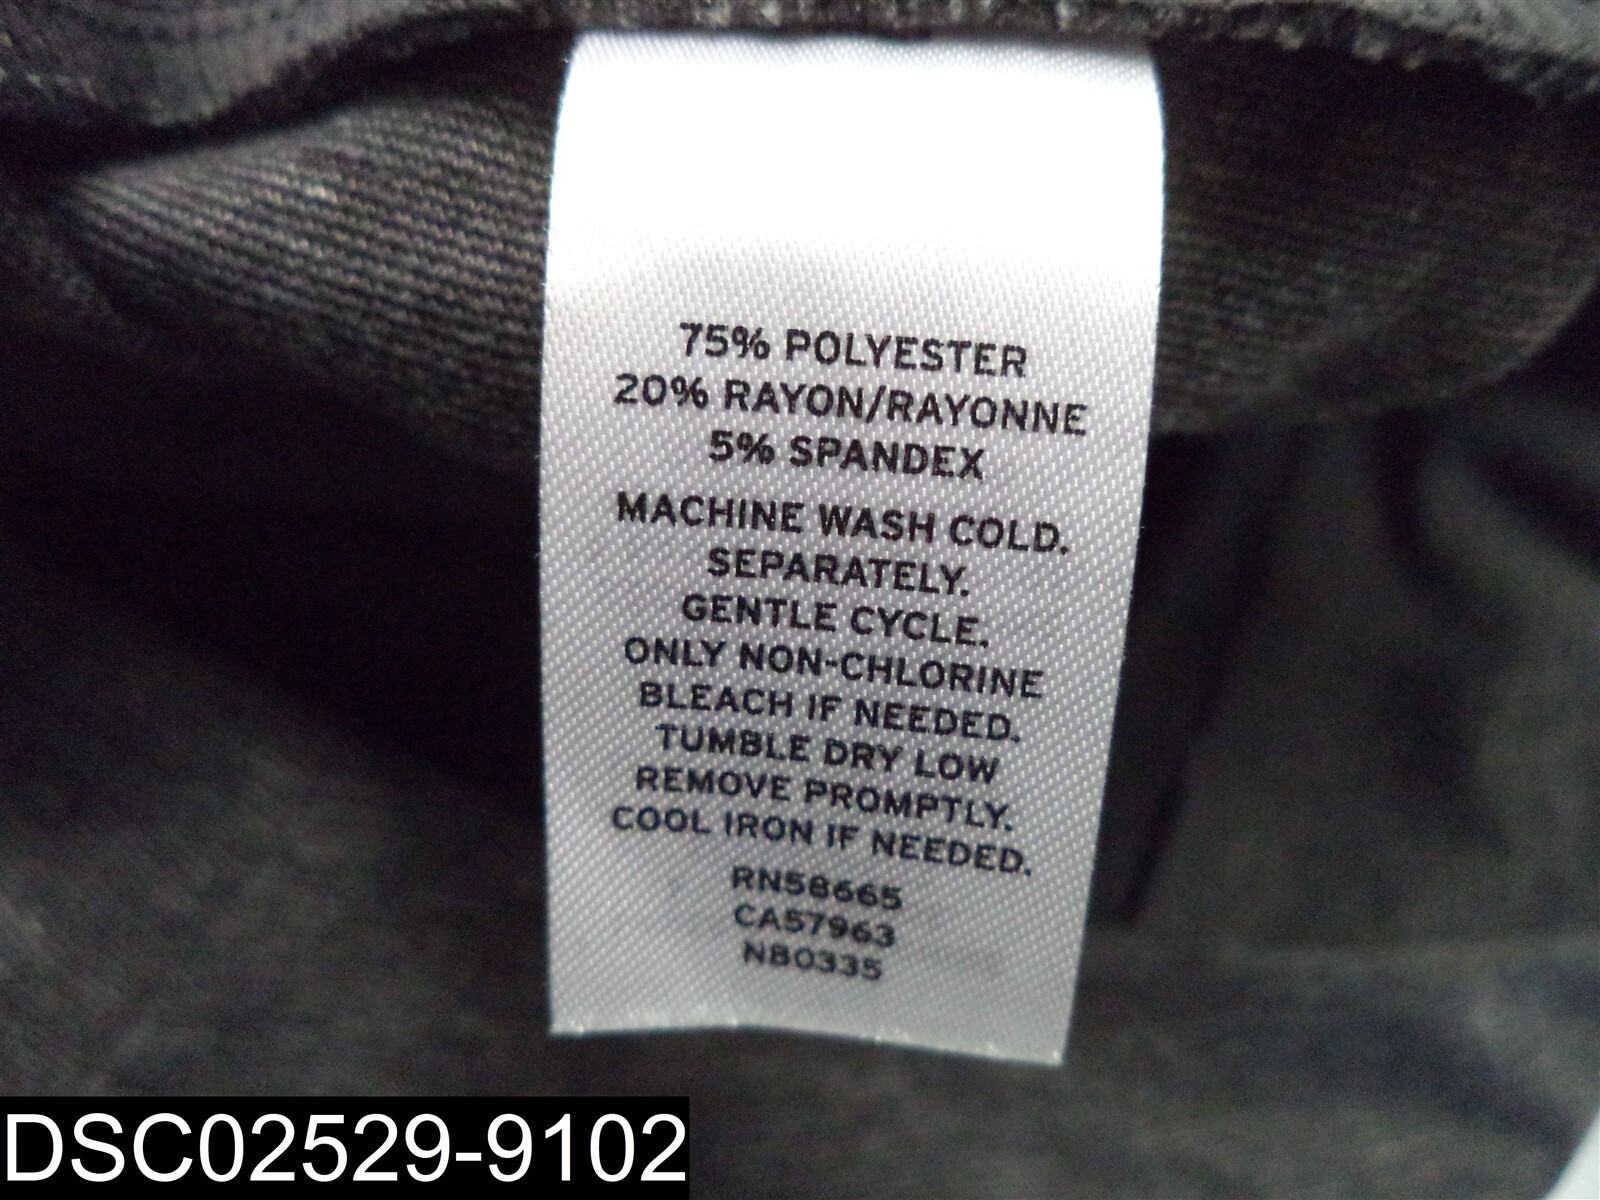 75% POLYESTER
20% RAYON/RAYONNE
5% SPANDEX
MACHINE WASH COLD.
SEPARATELY.
GENTLE CYCLE.
ONLY NON-CHLORINE
BLEACH IF NEEDED.
TUMBLE DRY LOW
REMOVE PROMPTLY.
COOL IRON IF NEEDED.
RN58665
CA57963
NB0335
DSC02529-9102